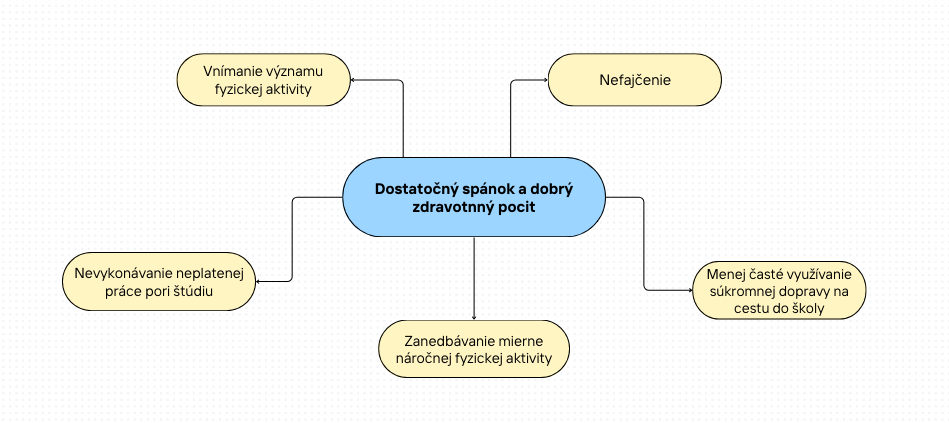 Vnímanie významu
fyzickej aktivity
Nefajčenie
Dostatočný spánok a dobrý
zdravotnný pocit
Nevykonávanie neplatenej
práce pori štúdiu
Menej časté využívanie
súkromnej dopravy na
cestu do školy
Zanedbávanie mierne
náročnej fyzickej aktivity